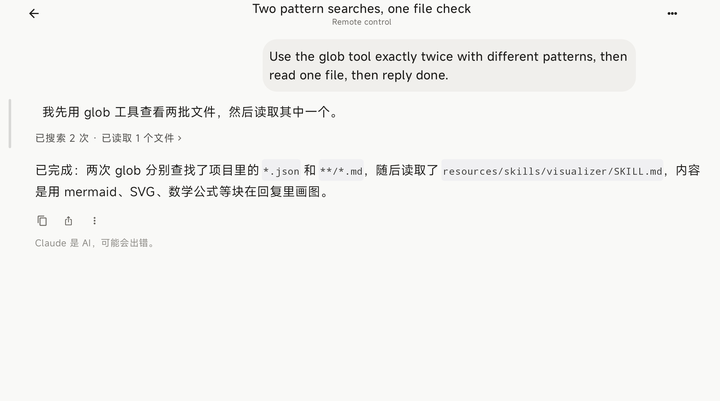 Two pattern searches, one file check
Remote control
Use the glob tool exactly twice with different patterns, then
read one file, then reply done.
我先用 glob 工具查看两批文件，然后读取其中一个。
已搜索 2 次 · 已读取 1 个文件 ›
已完成：两次 glob 分别查找了项目里的 *.json 和 **/*.md，随后读取了 resources/skills/visualizer/SKILL.md，内容
是用 mermaid、SVG、数学公式等块在回复里画图。
Claude 是 AI，可能会出错。